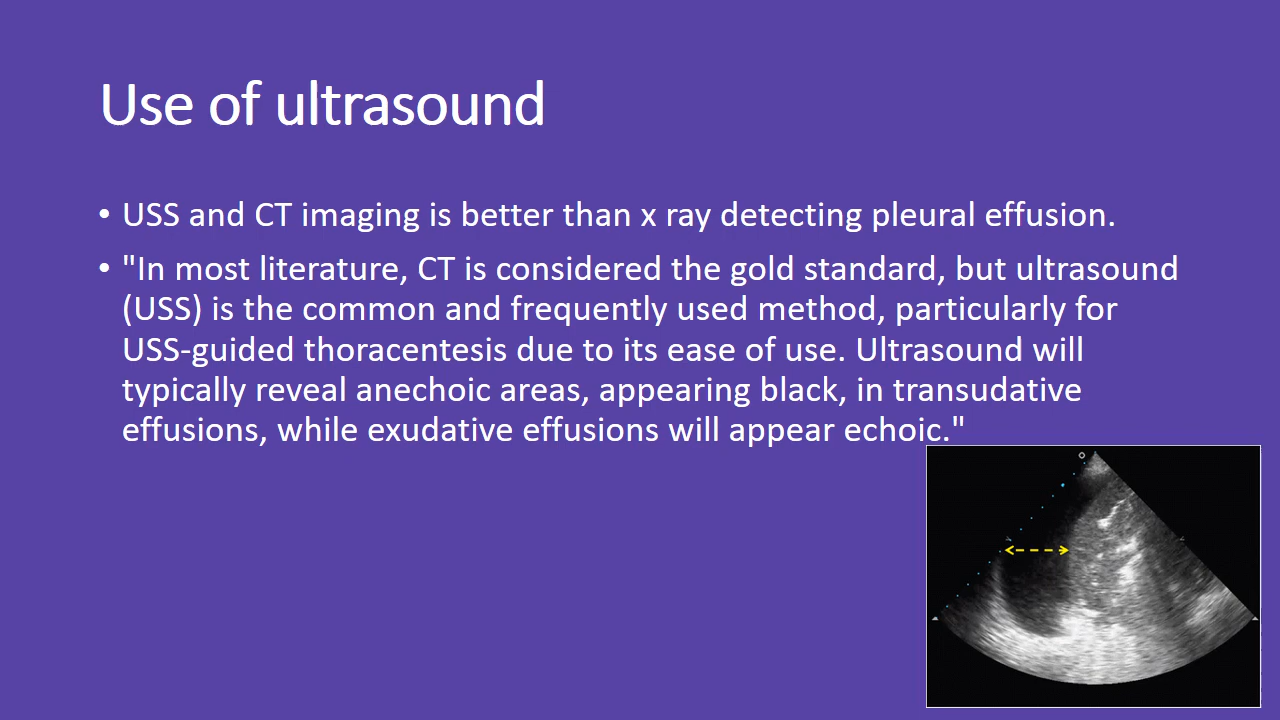 Use of ultrasound
• USS and CT imaging is better than x ray detecting pleural effusion.
• "In most literature, CT is considered the gold standard, but ultrasound
(USS) is the common and frequently used method, particularly for
USS-guided thoracentesis due to its ease of use. Ultrasound will
typically reveal anechoic areas, appearing black, in transudative
effusions, while exudative effusions will appear echoic."